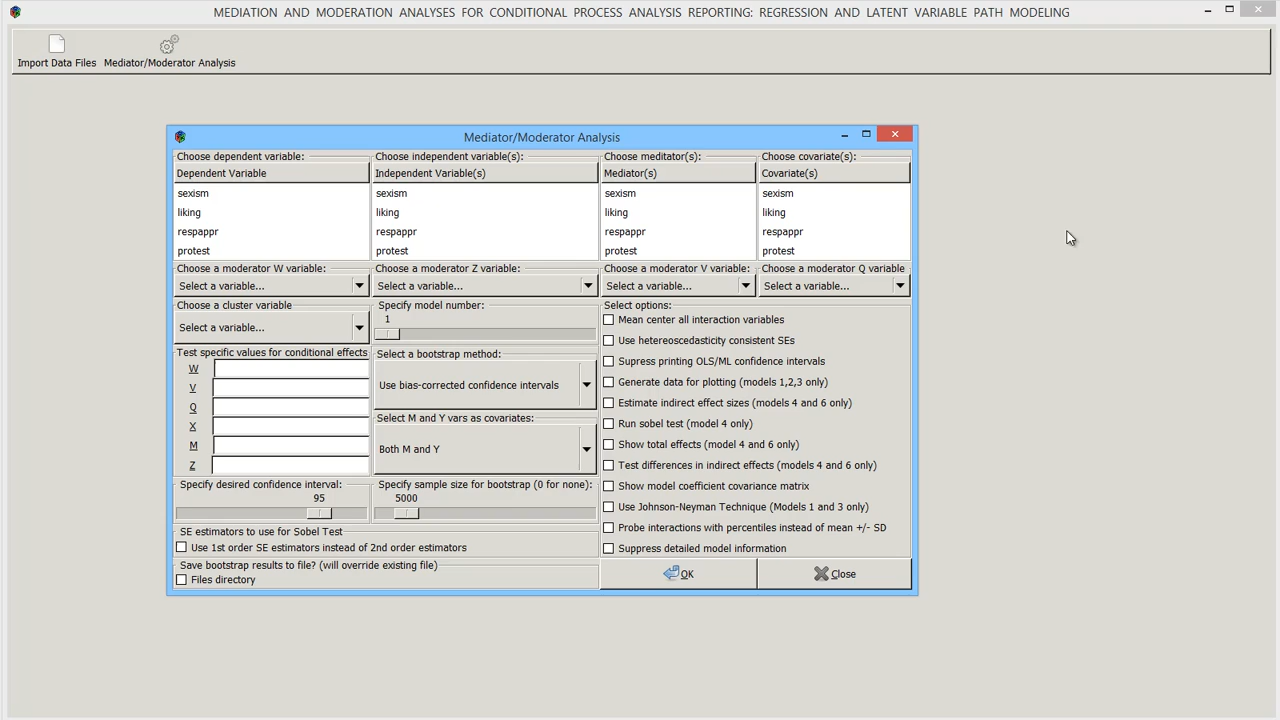 MEDIATION AND MODERATION ANALYSES FOR CONDITIONAL PROCESS ANALYSIS REPORTING: REGRESSION AND LATENT VARIABLE PATH MODELING
Import Data Files Mediator/Moderator Analysis
Mediator/Moderator Analysis
Choose dependent variable: Choose independent variable(s): Choose meditator(s): Choose covariate(s):
Dependent Variable Independent Variable(s) Mediator(s) Covariate(s)
sexism sexism sexism sexism
liking liking liking liking
respappr respappr respappr respappr
protest protest protest protest
Choose a moderator W variable: Choose a moderator Z variable: Choose a moderator V variable: Choose a moderator Q variable
Select a variable... Select a variable... Select a variable... Select a variable...
Choose a cluster variable
Select a variable...
Specify model number:
1
Test specific values for conditional effects
W
V
Q
X
M
Z
Select a bootstrap method:
Use bias-corrected confidence intervals
Select M and Y vars as covariates:
Both M and Y
Specify desired confidence interval:
95
Specify sample size for bootstrap (0 for none):
5000
SE estimators to use for Sobel Test
Use 1st order SE estimators instead of 2nd order estimators
Save bootstrap results to file? (will override existing file)
Files directory
Select options:
Mean center all interaction variables
Use hetereoscedasticity consistent SEs
Supress printing OLS/ML confidence intervals
Generate data for plotting (models 1,2,3 only)
Estimate indirect effect sizes (models 4 and 6 only)
Run sobel test (model 4 only)
Show total effects (model 4 and 6 only)
Test differences in indirect effects (models 4 and 6 only)
Show model coefficient covariance matrix
Use Johnson-Neyman Technique (Models 1 and 3 only)
Probe interactions with percentiles instead of mean +/- SD
Suppress detailed model information
OK Close